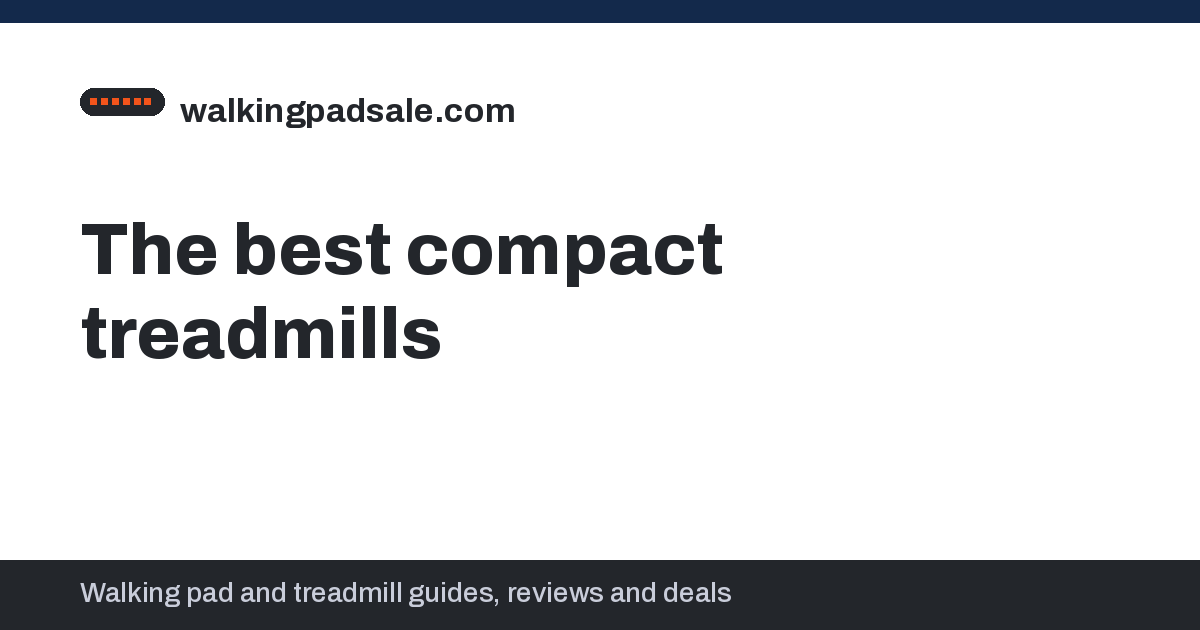 walkingpadsale.com
The best compact
treadmills
Walking pad and treadmill guides, reviews and deals